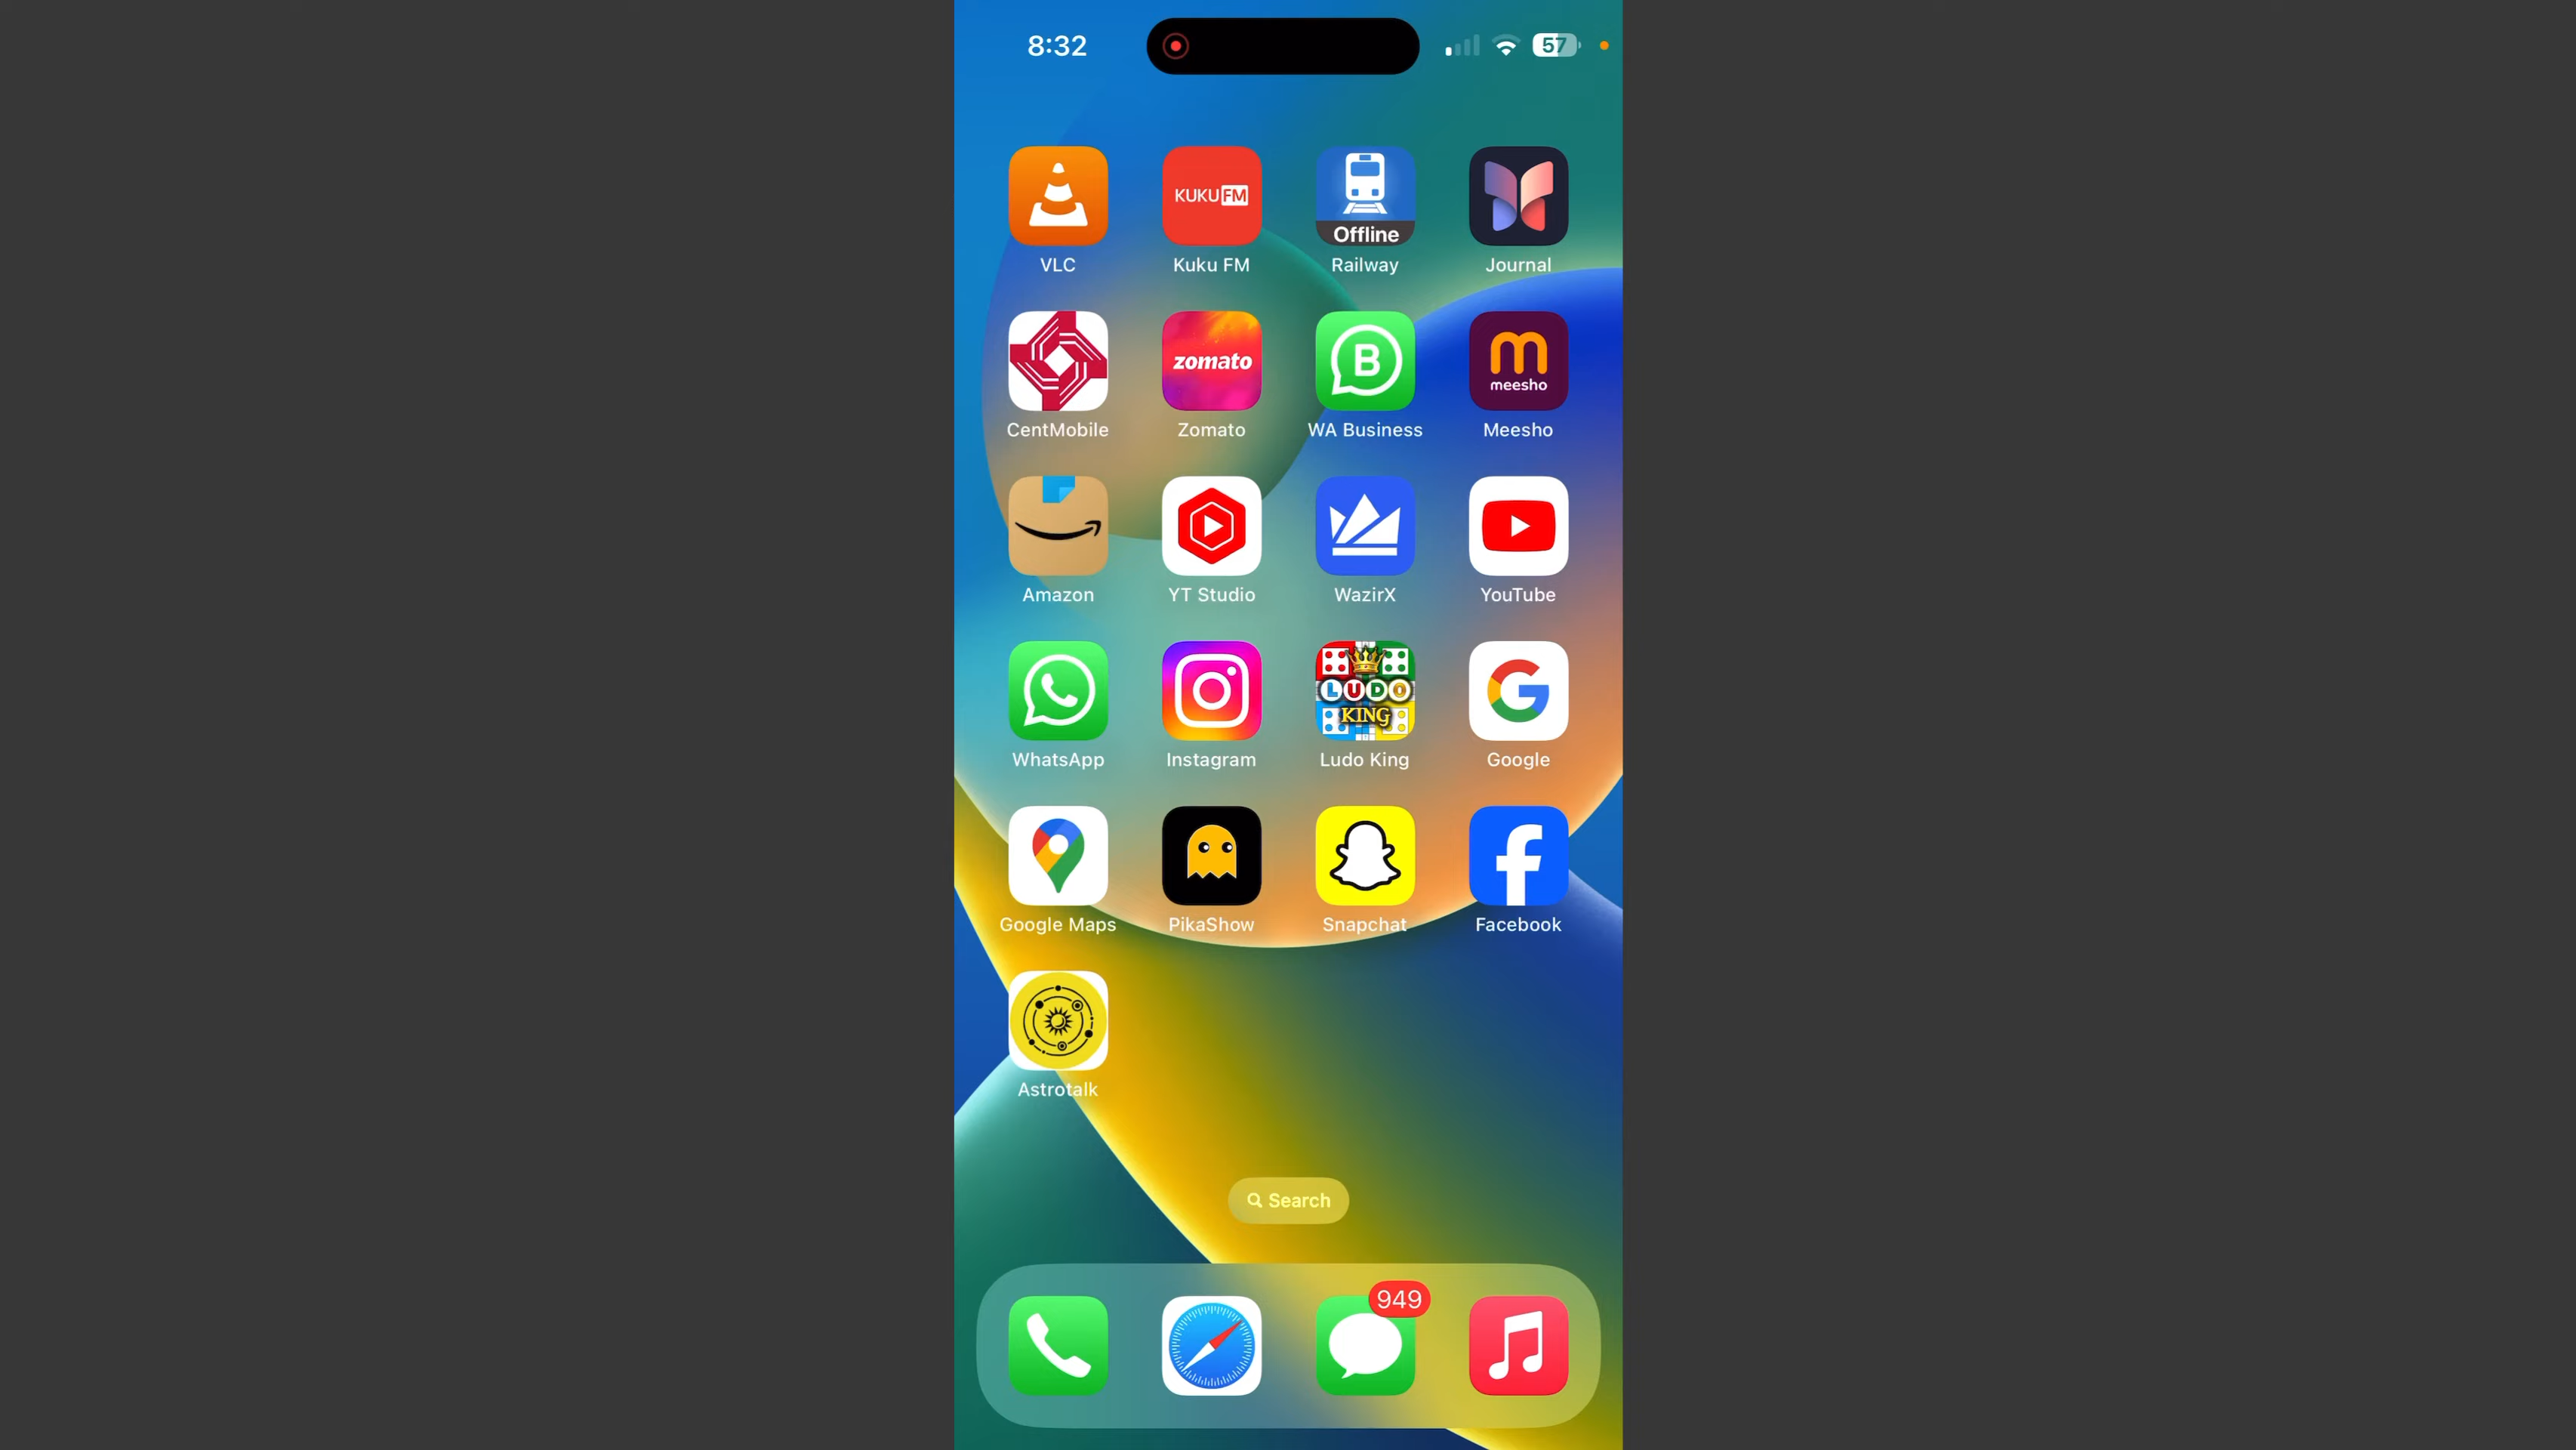 8:32
57
KUKU FM
Offline
VLC
Kuku FM
Railway
Journal
zomato
B
meesho
CentMobile
Zomato
WA Business
Meesho
Amazon
YT Studio
WazirX
YouTube
LUDO
KING
WhatsApp
Instagram
Ludo King
Google
Google Maps
PikaShow
Snapchat
Facebook
Astrotalk
Search
949